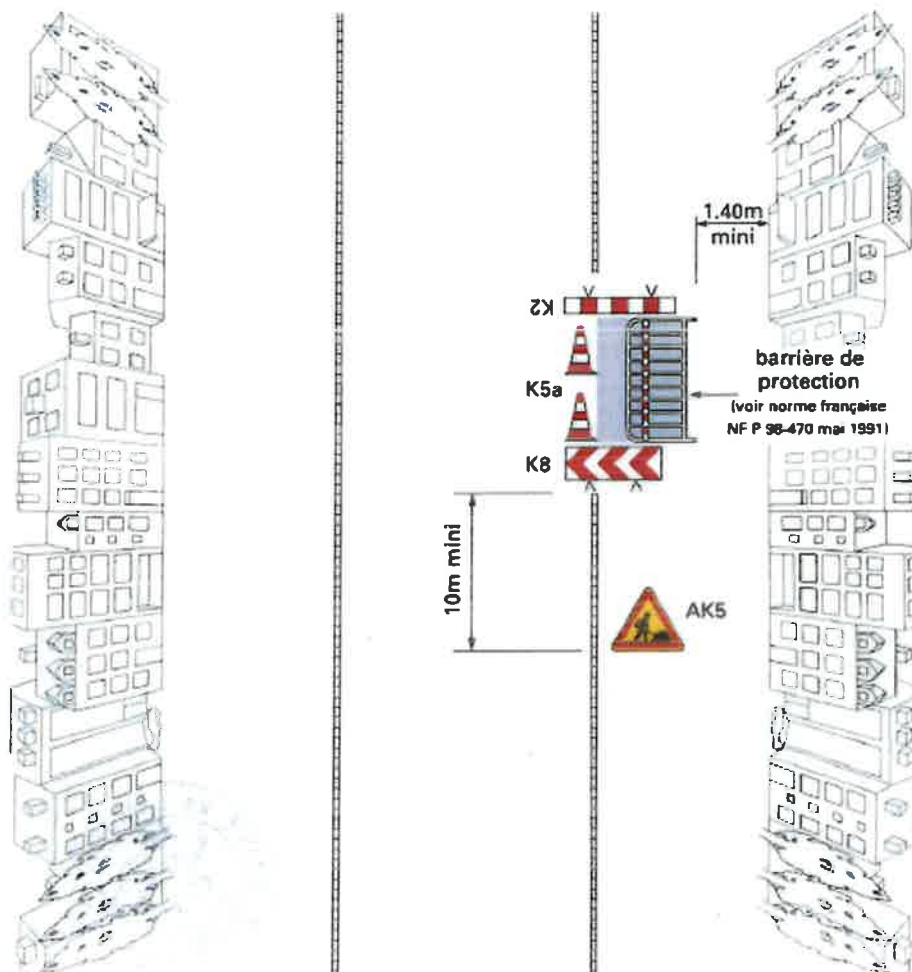 1.40m
mini
K2
K5a
barrière de
protection
(voir norme française
NF P 98-470 mai 1991)
K8
10m mini
AK5